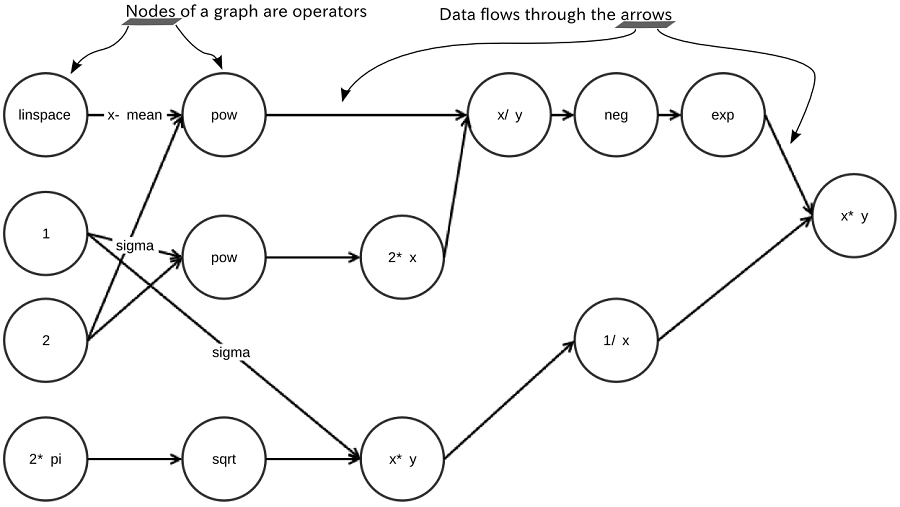 Nodes of a graph are operators
Data flows through the arrows
linspace
x- mean
pow
x/ y
neg
exp
1
sigma
pow
2* x
x* y
2
sigma
1/ x
2* pi
sqrt
x* y